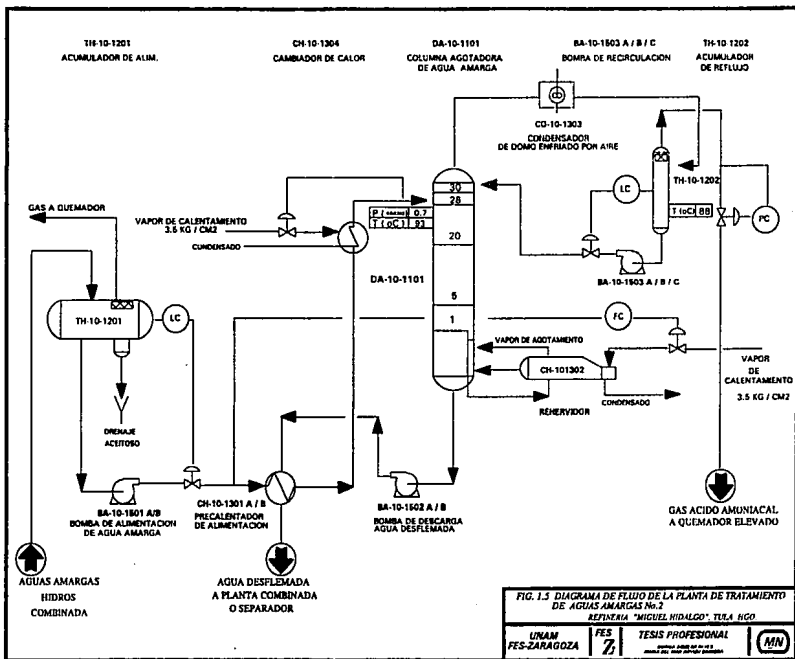 TH-10-1201
ACUMULADOR DE ALIM.
CH-10-1304
CAMBIADOR DE CALOR
DA-10-1101
COLUMNA AGOTADORA
DE AGUA AMARGA
BA-10-1503 A / B / C
BOMBA DE RECIRCULACION
TH-10-1202
ACUMULADOR
DE REFLUJO
CO-10-1303
CONDENSADOR
DE DOMO ENFRIADO POR AIRE
GAS A QUEMADOR
VAPOR DE CALENTAMIENTO
3.5 KG / CM2
CONDENSADO
P 0.7
T (oC) 93
30
28
20
5
1
DA-10-1101
LC
TH-10-1202
T (oC) 88
PC
BA-10-1503 A / B / C
TH-10-1201
LC
FC
VAPOR DE AGOTAMIENTO
CH-101302
REHERVIDOR
CONDENSADO
VAPOR
DE
CALENTAMIENTO
3.5 KG / CM2
DRENAJE
ACEITOSO
BA-10-1501 A/B
BOMBA DE ALIMENTACION
DE AGUA AMARGA
CH-10-1301 A / B
PRECALENTADOR
DE ALIMENTACION
BA-10-1502 A / B
BOMBA DE DESCARGA
AGUA DESFLEMADA
GAS ACIDO AMONIACAL
A QUEMADOR ELEVADO
AGUAS AMARGAS
HIDROS
COMBINADA
AGUA DESFLEMADA
A PLANTA COMBINADA
O SEPARADOR
FIG. 1.5 DIAGRAMA DE FLUJO DE LA PLANTA DE TRATAMIENTO
DE AGUAS AMARGAS No.2
REFINERIA "MIGUEL HIDALGO", TULA HGO
UNAM
FES-ZARAGOZA
FES
Z
TESIS PROFESIONAL
MN